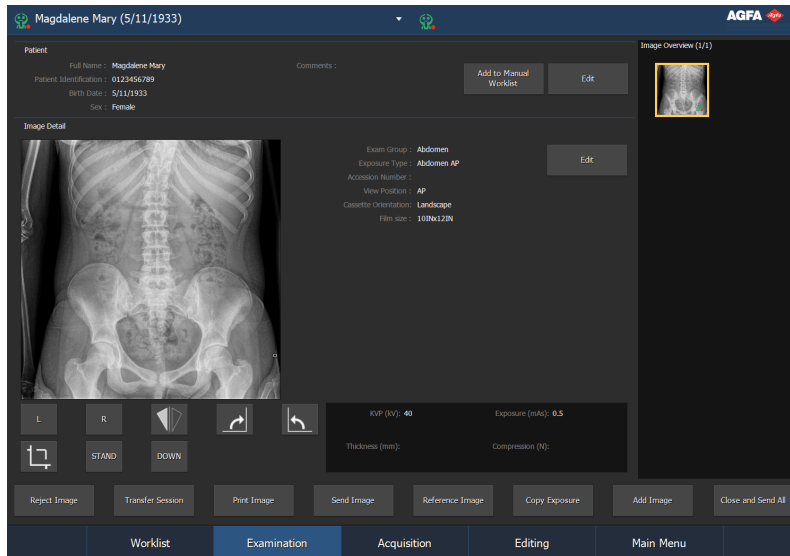 Magdalene Mary (5/11/1933)
AGFA
Patient
Full Name : Magdalene Mary
Comments :
Patient Identification : 0123456789
Birth Date : 5/11/1933
Sex : Female
Add to Manual
Worklist
Edit
Image Overview (1/1)
Image Detail
Exam Group : Abdomen
Exposure Type : Abdomen AP
Accession Number :
View Position : AP
Cassette Orientation: Landscape
Film size : 10INx12IN
Edit
L
R
STAND
DOWN
KVP (kV): 40
Exposure (mAs): 0.5
Thickness (mm):
Compression (N):
Reject Image
Transfer Session
Print Image
Send Image
Reference Image
Copy Exposure
Add Image
Close and Send All
Worklist
Examination
Acquisition
Editing
Main Menu